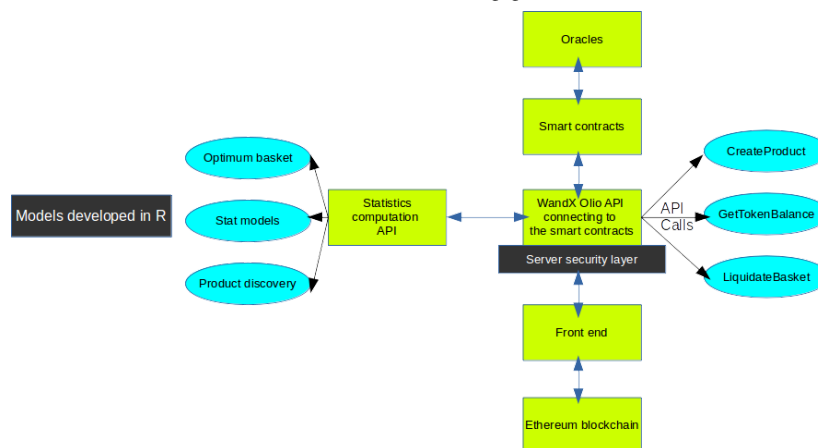 Oracles
Smart contracts
Optimum basket
CreateProduct
Models developed in R
Stat models
Statistics
computation
API
WandX Olio API
connecting to
the smart contracts
API
Calls
GetTokenBalance
Server security layer
Product discovery
LiquidateBasket
Front end
Ethereum blockchain